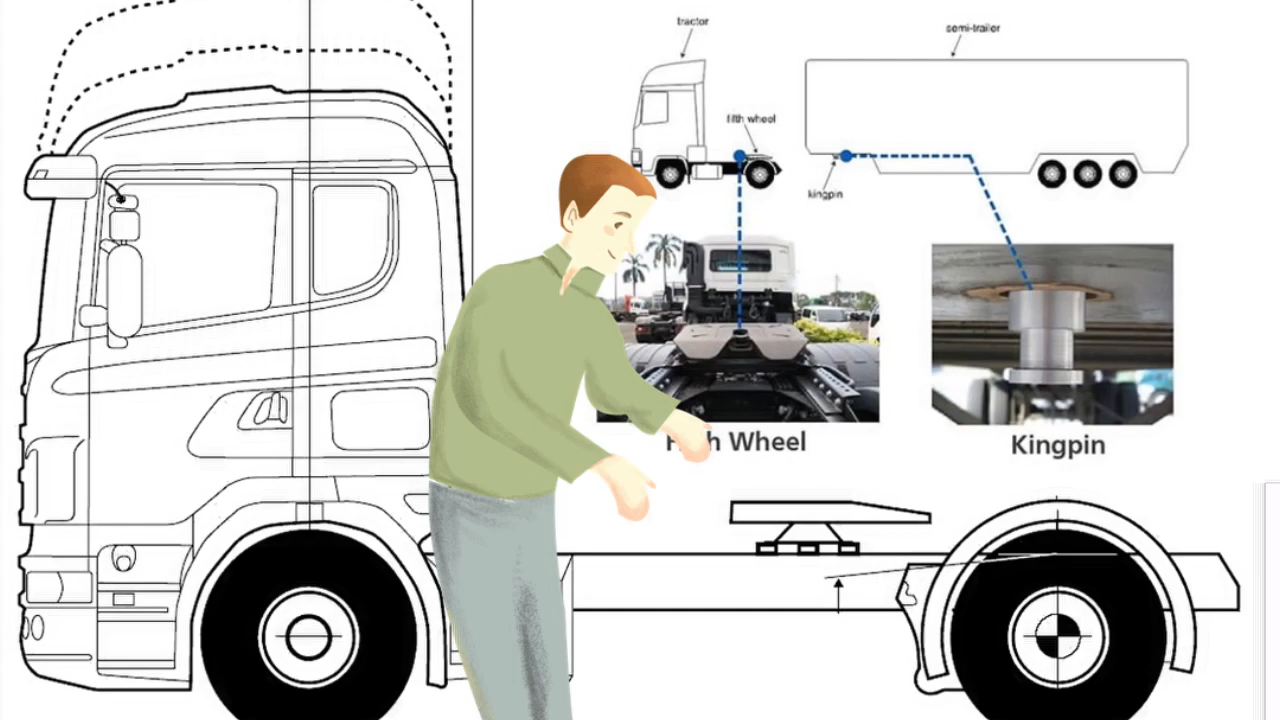 tractor
semi-trailer
fifth wheel
kingpin
Wheel
Kingpin